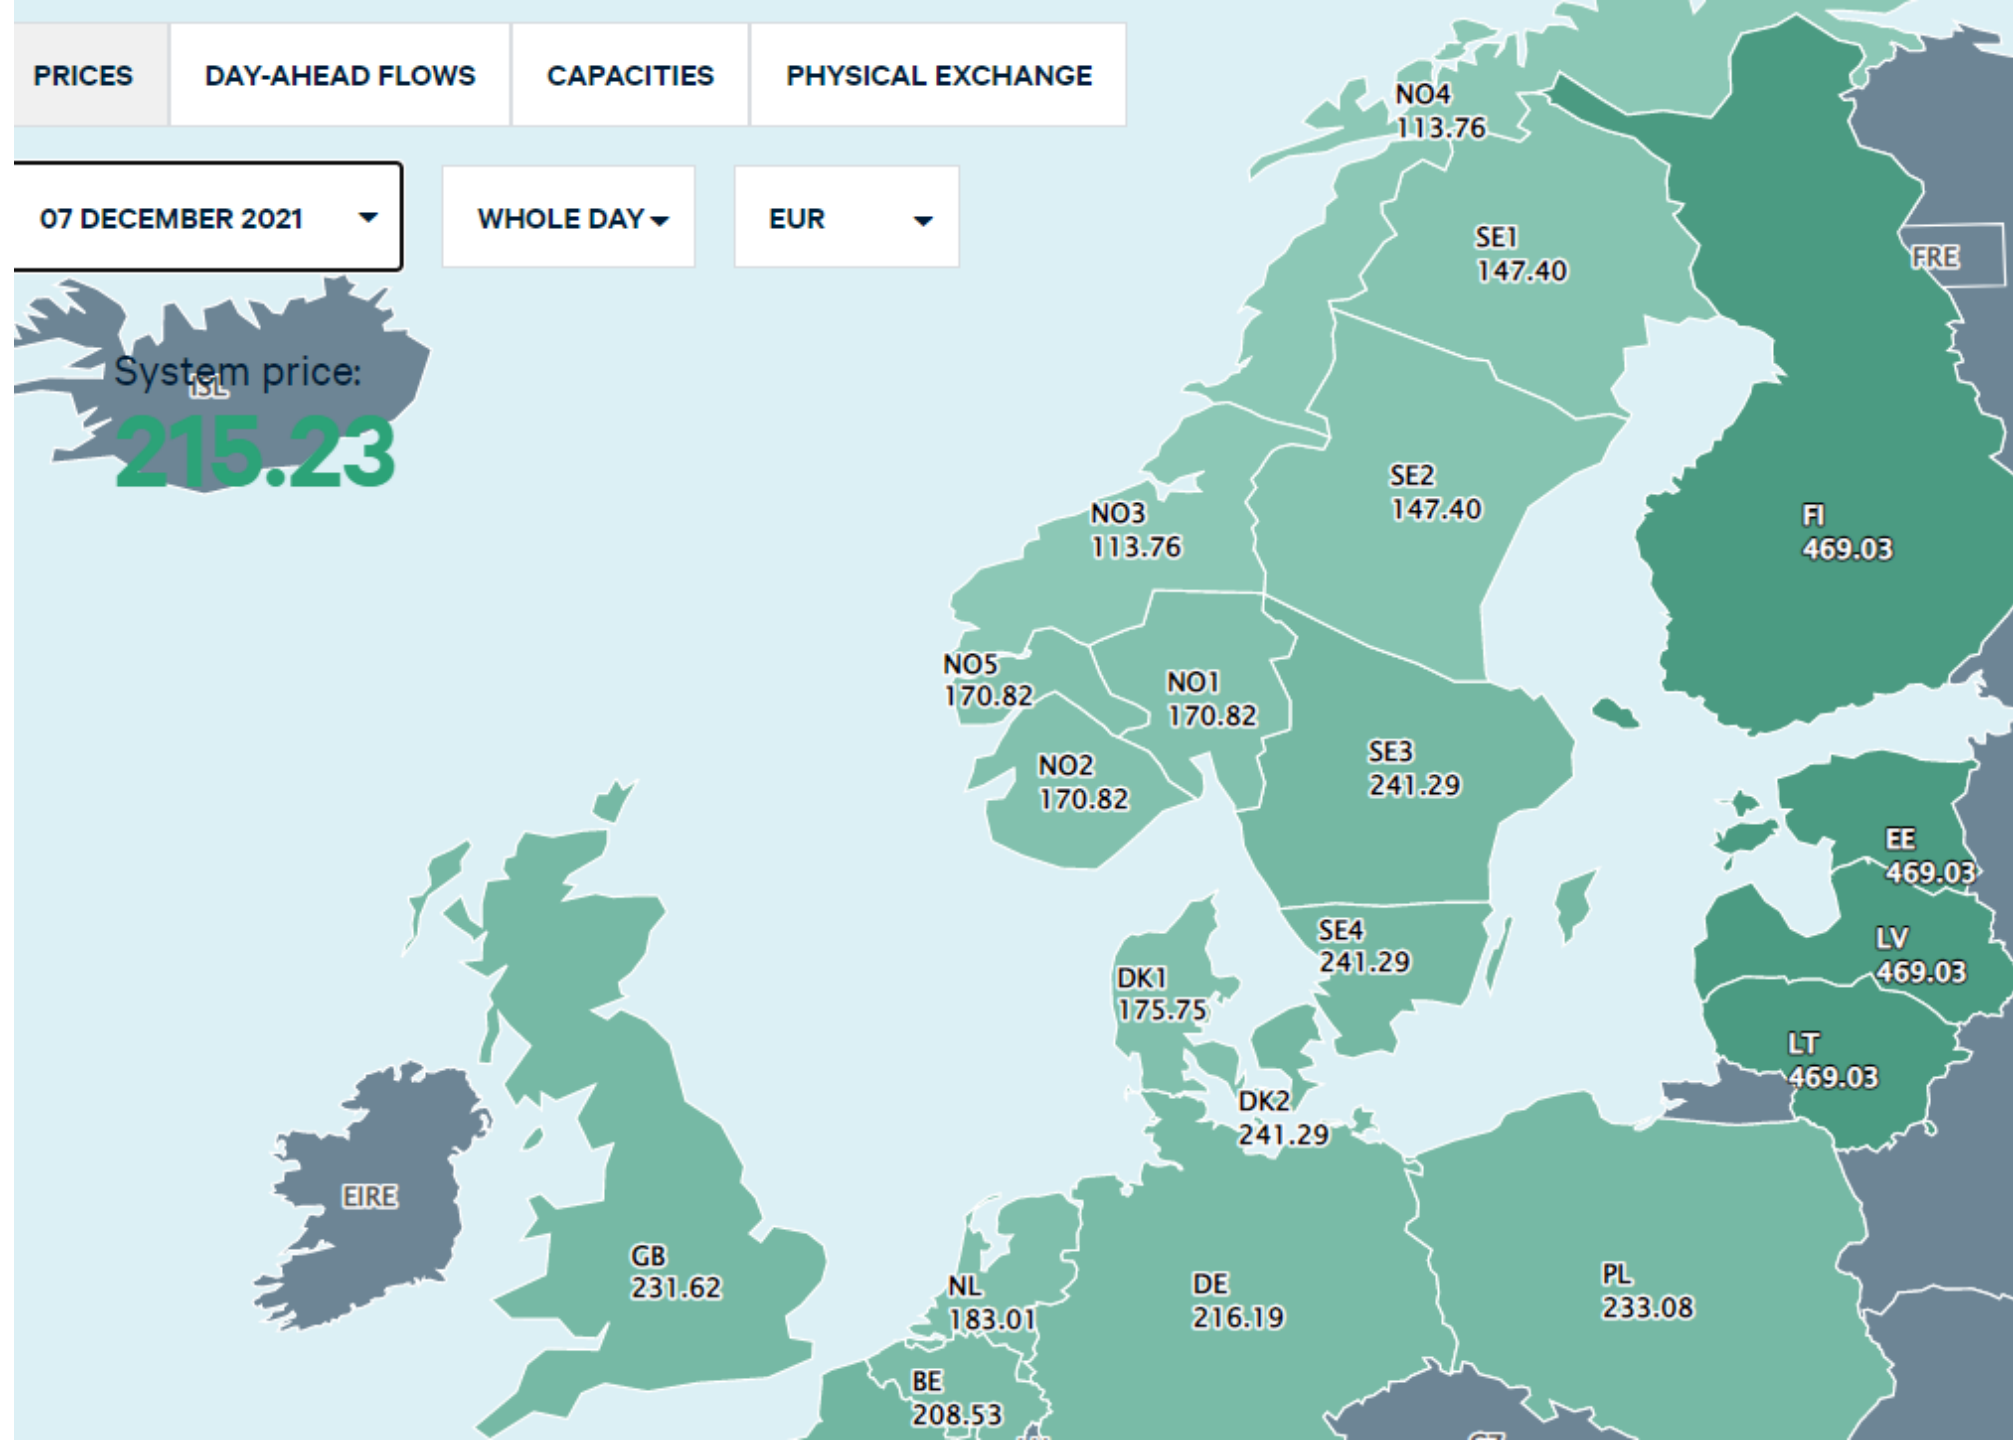 PRICES
DAY-AHEAD FLOWS
CAPACITIES
PHYSICAL EXCHANGE
07 DECEMBER 2021
WHOLE DAY
EUR
System price:
ISL
215.23
NO4
113.76
SE1
147.40
FRE
SE2
147.40
NO3
113.76
FI
469.03
NO5
170.82
NO1
170.82
NO2
170.82
SE3
241.29
EE
469.03
SE4
241.29
LV
469.03
DK1
175.75
LT
469.03
DK2
241.29
EIRE
GB
231.62
NL
183.01
DE
216.19
PL
233.08
BE
208.53